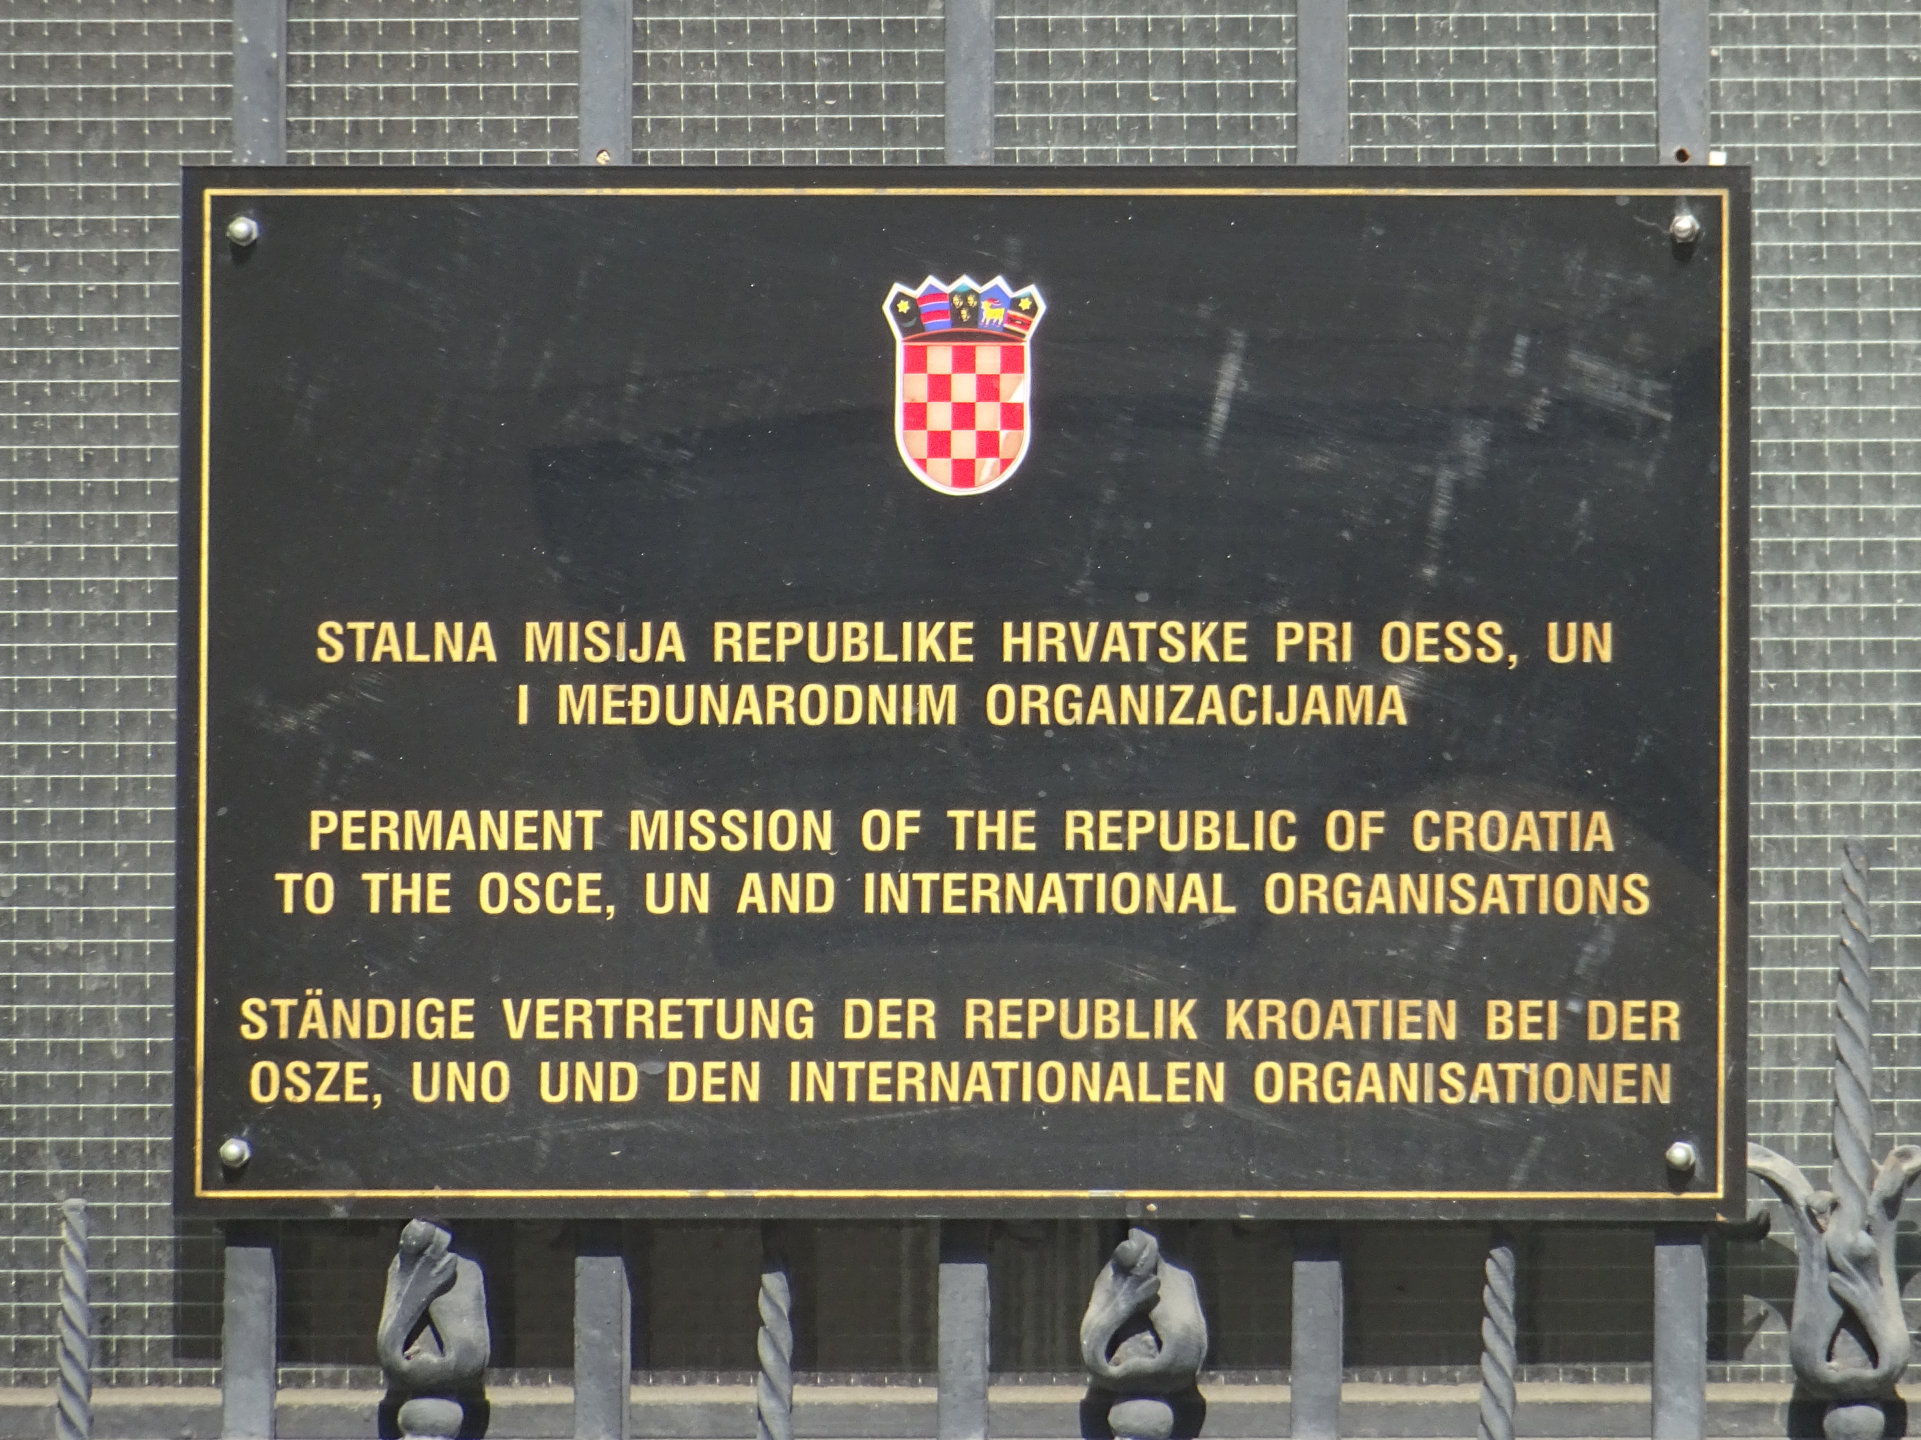 STALNA MISIJA REPUBLIKE HRVATSKE PRI OESS, UN
I MEĐUNARODNIM ORGANIZACIJAMA
PERMANENT MISSION OF THE REPUBLIC OF CROATIA
TO THE OSCE, UN AND INTERNATIONAL ORGANISATIONS
STÄNDIGE VERTRETUNG DER REPUBLIK KROATIEN BEI DER
OSZE, UNO UND DEN INTERNATIONALEN ORGANISATIONEN